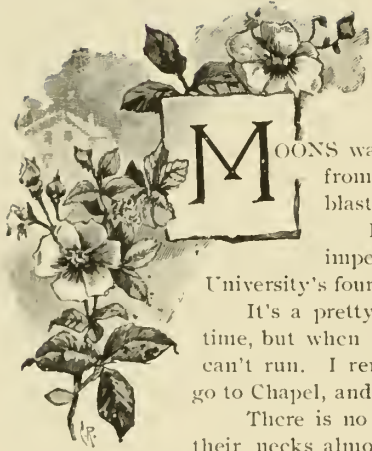 MOONS wa
from
blast
impe
University's foun
It's a pretty
time, but when
can't run. I ren
go to Chapel, and
There is no
their necks almo